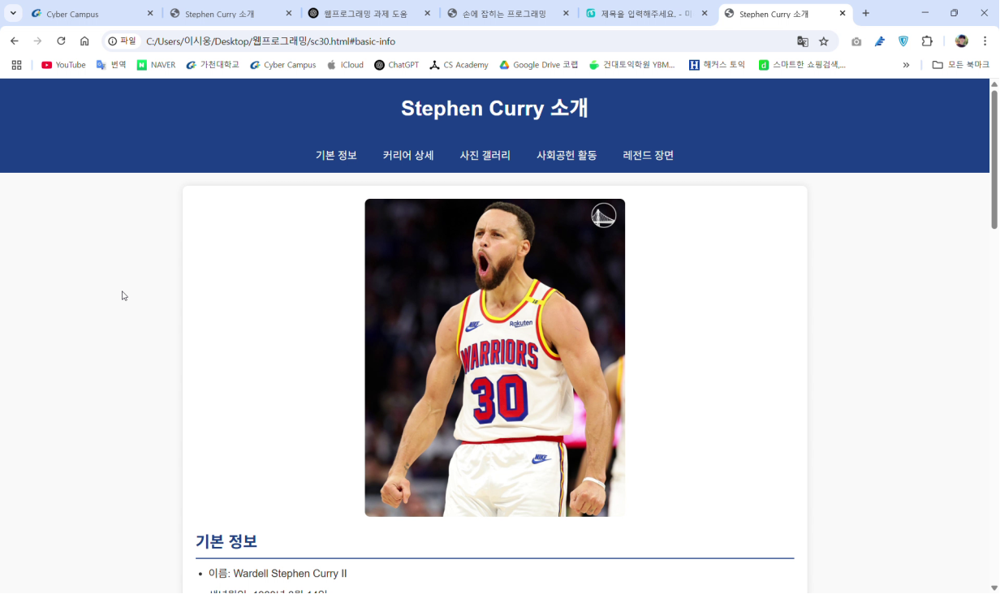 Cyber Campus
Stephen Curry 소개
웹프로그래밍 과제 도움
손에 잡히는 프로그래밍
제목을 입력해주세요. - 미
Stephen Curry 소개
파일
C:/Users/이시웅/Desktop/웹프로그래밍/sc30.html#basic-info
YouTube
번역
NAVER
가천대학교
Cyber Campus
ICloud
ChatGPT
CS Academy
Google Drive 코랩
건대토익학원 YBM...
해커스 토익
스마트한 쇼핑검색,...
»
모든 북마크
Stephen Curry 소개
기본 정보
커리어 상세
사진 갤러리
사회공헌 활동
레전드 장면
NIKE
Rakuten
WARRIORS
30
NIKE
기본 정보
• 이름: Wardell Stephen Curry II